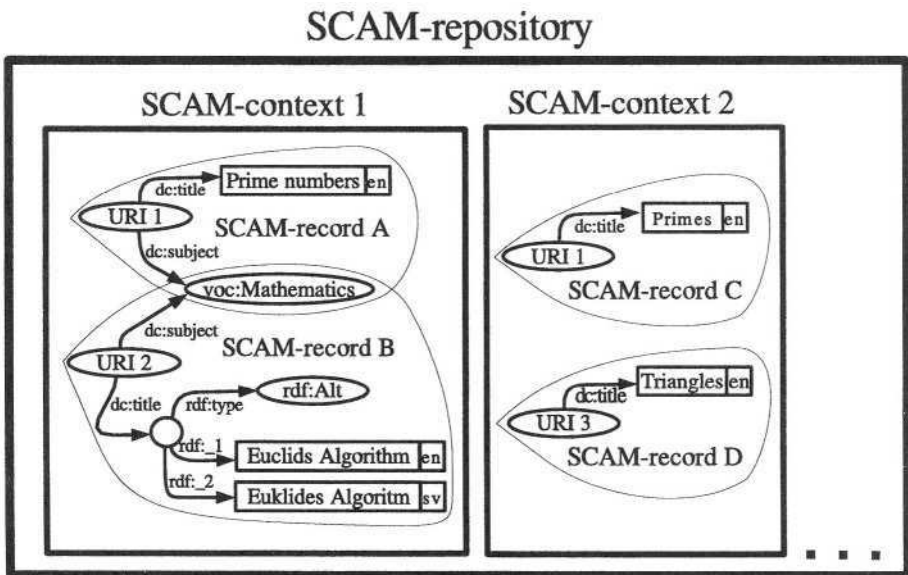 SCAM-repository
SCAM-context 1
SCAM-context 2
Prime numbers en
dc:title
URI 1
SCAM-record A
dc:subject
voc:Mathematics
dc:subject
SCAM-record B
URI 2
dc:title
rdf:type
rdf:Alt
rdf:_1
Euclids Algorithm en
rdf:_2
Euklides Algoritm sv
Primes en
dc:title
URI 1
SCAM-record C
Triangles en
dc:title
URI 3
SCAM-record D
. . .